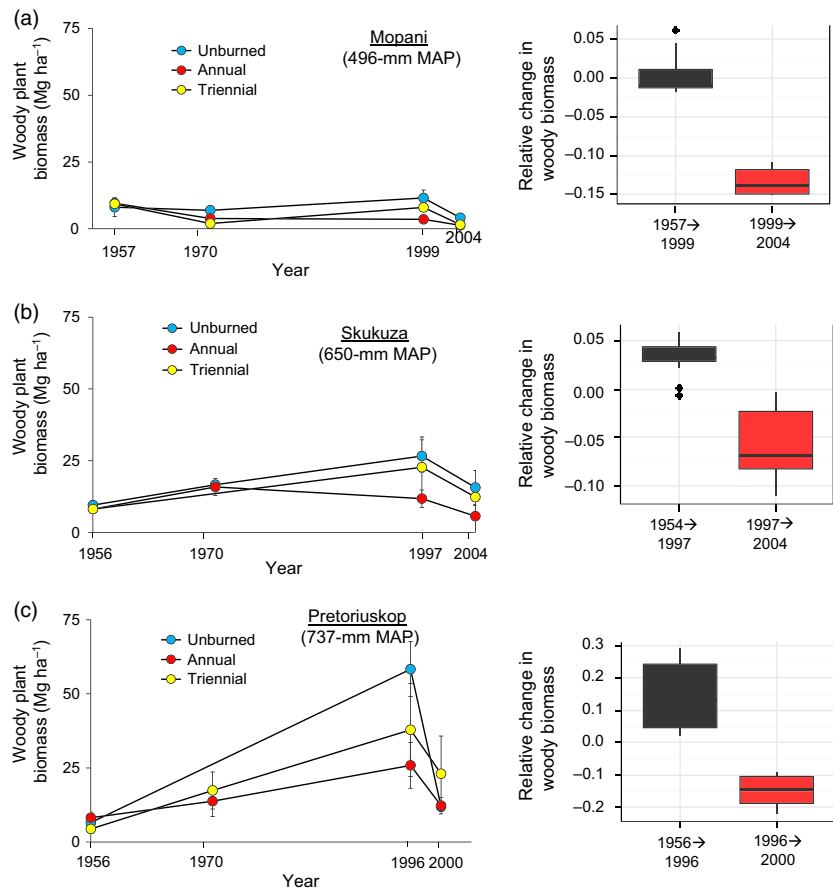 (a)
75
50
25
0
Woody plant
biomass (Mg ha⁻¹)
Unburned
Annual
Triennial
Mopani
(496-mm MAP)
1957
1970
1999
2004
Year
0.05
0.00
−0.05
−0.10
−0.15
Relative change in
woody biomass
1957→
1999
1999→
2004
(b)
75
50
25
0
Woody plant
biomass (Mg ha⁻¹)
Unburned
Annual
Triennial
Skukuza
(650-mm MAP)
1956
1970
1997
2004
Year
0.05
0.00
−0.05
−0.10
Relative change in
woody biomass
1954→
1997
1997→
2004
(c)
75
50
25
0
Woody plant
biomass (Mg ha⁻¹)
Unburned
Annual
Triennial
Pretoriuskop
(737-mm MAP)
1956
1970
1996
2000
Year
0.3
0.2
0.1
0.0
−0.1
−0.2
Relative change in
woody biomass
1956→
1996
1996→
2000